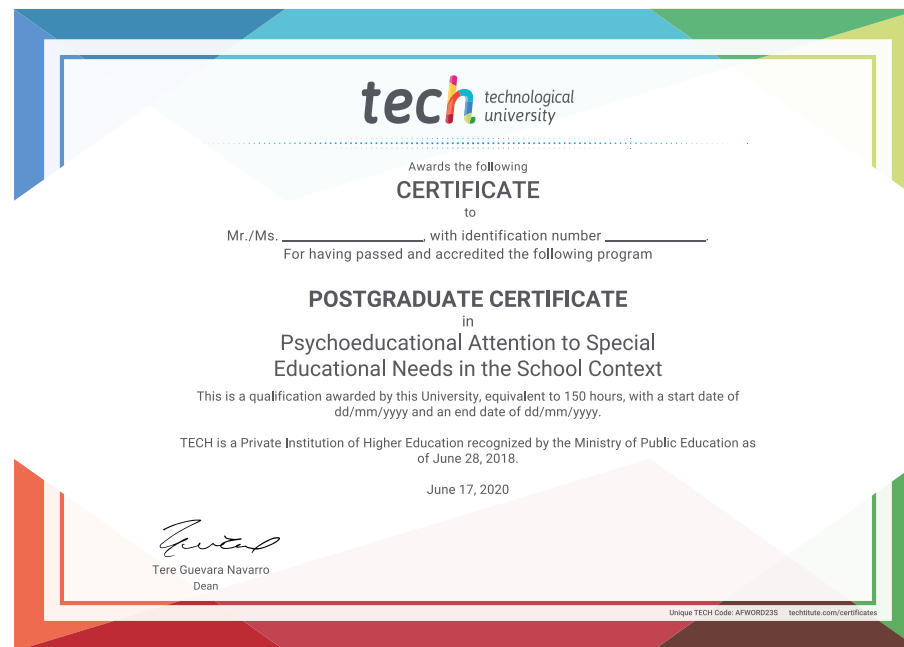 tech technological
university
Awards the following
CERTIFICATE
to
Mr./Ms. ____________________, with identification number ______________.
For having passed and accredited the following program
POSTGRADUATE CERTIFICATE
in
Psychoeducational Attention to Special
Educational Needs in the School Context
This is a qualification awarded by this University, equivalent to 150 hours, with a start date of
dd/mm/yyyy and an end date of dd/mm/yyyy.
TECH is a Private Institution of Higher Education recognized by the Ministry of Public Education as
of June 28, 2018.
June 17, 2020
Tere Guevara Navarro
Dean
Unique TECH Code: AFWORD23S techtitute.com/certificates